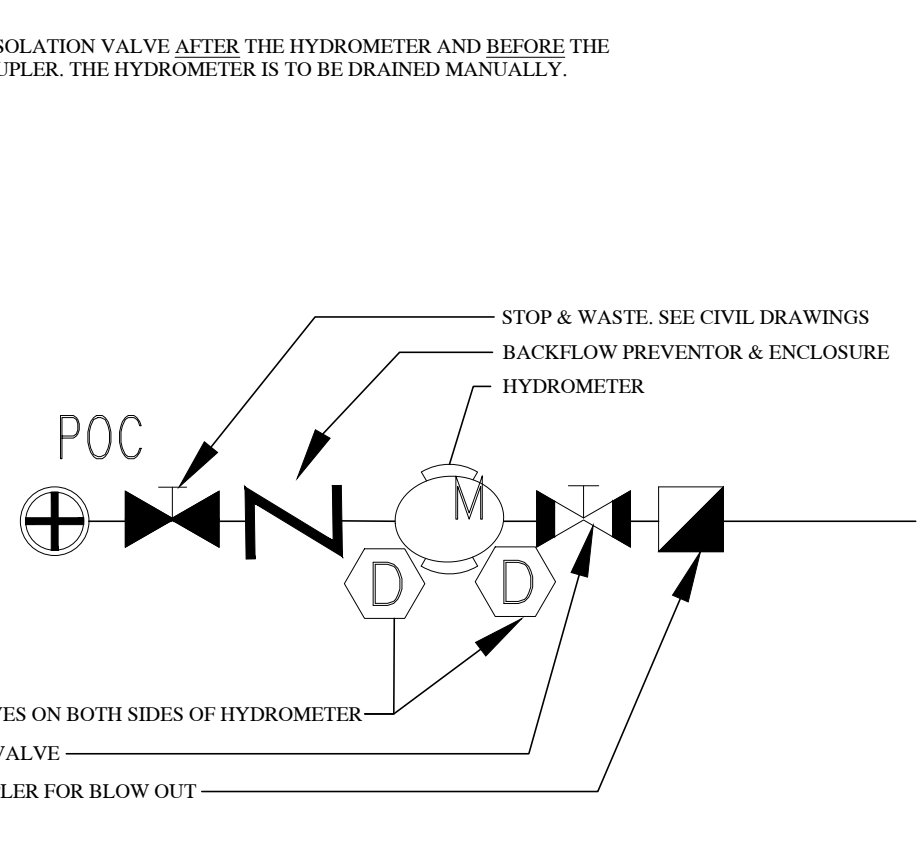 SOLATION VALVE AFTER THE HYDROMETER AND BEFORE THE
UPLER. THE HYDROMETER IS TO BE DRAINED MANUALLY.
STOP & WASTE. SEE CIVIL DRAWINGS
BACKFLOW PREVENTOR & ENCLOSURE
HYDROMETER
POC
M
D
D
VES ON BOTH SIDES OF HYDROMETER
VALVE
LER FOR BLOW OUT